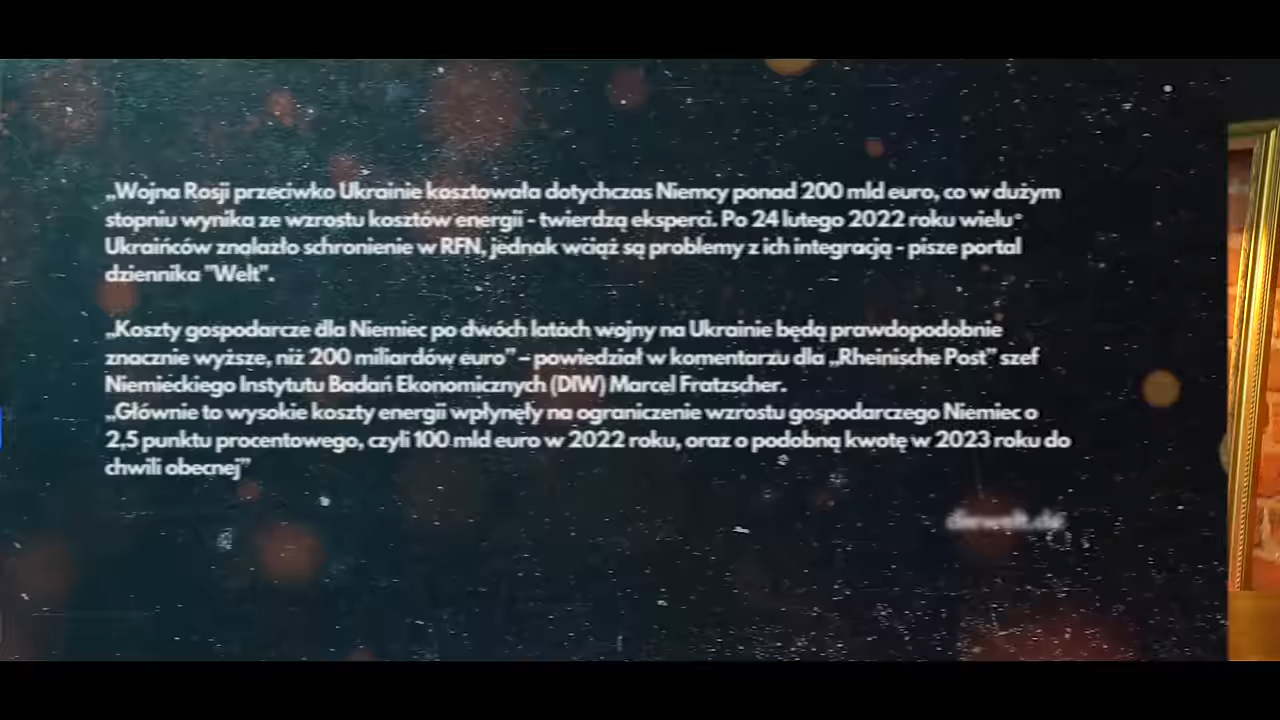 „Wojna Rosji przeciwko Ukrainie kosztowała dotychczas Niemcy ponad 200 mld euro, co w dużym
stopniu wynika ze wzrostu kosztów energii - twierdzą eksperci. Po 24 lutego 2022 roku wielu
Ukraińców znalazło schronienie w RFN, jednak wciąż są problemy z ich integracją - pisze portal
dziennika "Welt".
„Koszty gospodarcze dla Niemiec po dwóch latach wojny na Ukrainie będą prawdopodobnie
znacznie wyższe, niż 200 miliardów euro” – powiedział w komentarzu dla „Rheinische Post” szef
Niemieckiego Instytutu Badań Ekonomicznych (DIW) Marcel Fratzscher.
„Głównie to wysokie koszty energii wpłynęły na ograniczenie wzrostu gospodarczego Niemiec o
2,5 punktu procentowego, czyli 100 mld euro w 2022 roku, oraz o podobną kwotę w 2023 roku do
chwili obecnej”